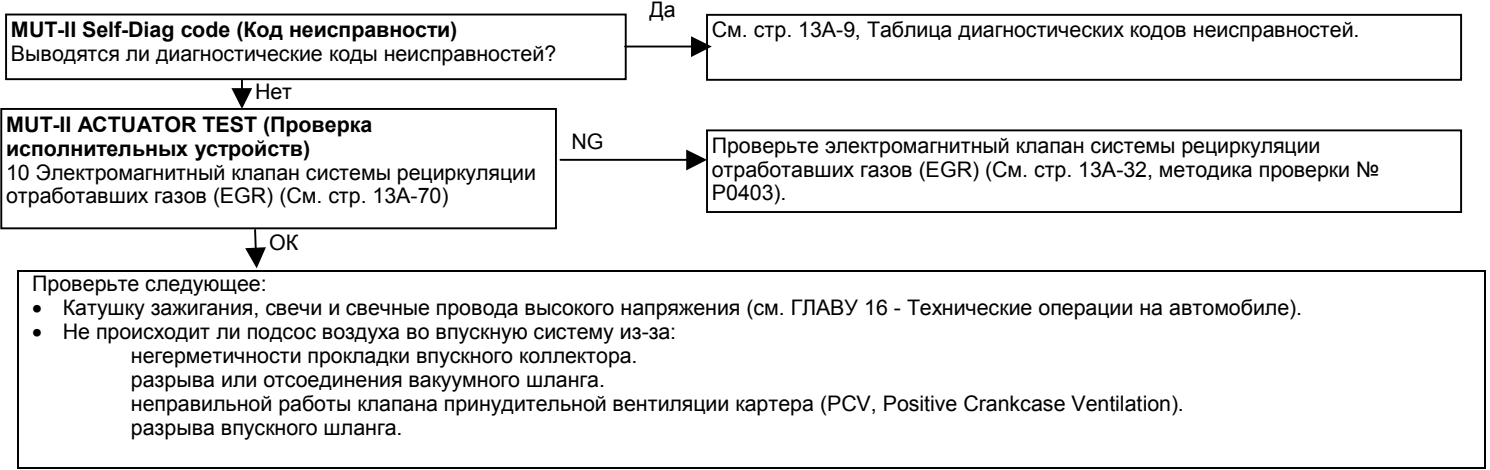 Да
MUT-II Self-Diag code (Код неисправности)
Выводятся ли диагностические коды неисправностей?
См. стр. 13А-9, Таблица диагностических кодов неисправностей.
Нет
MUT-II ACTUATOR TEST (Проверка
исполнительных устройств)
10 Электромагнитный клапан системы рециркуляции
отработавших газов (EGR) (См. стр. 13А-70)
NG
Проверьте электромагнитный клапан системы рециркуляции
отработавших газов (EGR) (См. стр. 13А-32, методика проверки №
P0403).
ОК
Проверьте следующее:
• Катушку зажигания, свечи и свечные провода высокого напряжения (см. ГЛАВУ 16 - Технические операции на автомобиле).
• Не происходит ли подсос воздуха во впускную систему из-за:
негерметичности прокладки впускного коллектора.
разрыва или отсоединения вакуумного шланга.
неправильной работы клапана принудительной вентиляции картера (PCV, Positive Crankcase Ventilation).
разрыва впускного шланга.